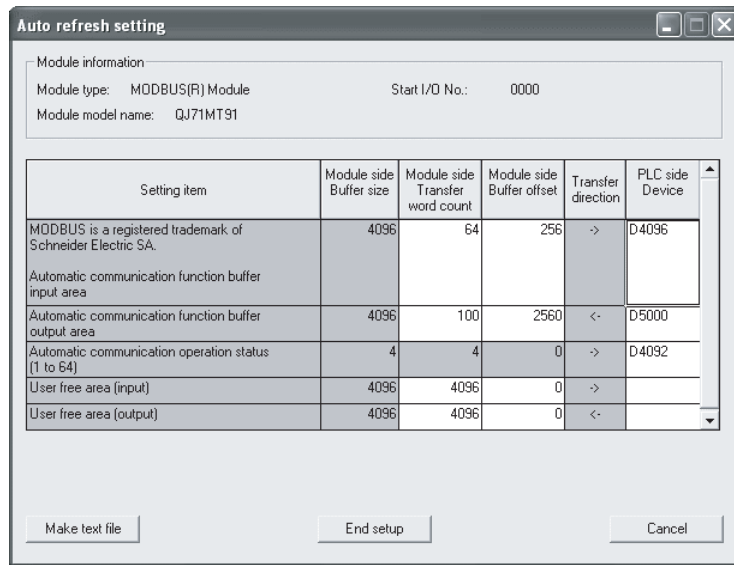 Auto refresh setting
Module information
Module type: MODBUS(R) Module Start I/O No.: 0000
Module model name: QJ71MT91
Setting item Module side Buffer size Module side Transfer word count Module side Buffer offset Transfer direction PLC side Device
MODBUS is a registered trademark of
Schneider Electric SA.
Automatic communication function buffer
input area 4096 64 256 -> D4096
Automatic communication function buffer
output area 4096 100 2560 <- D5000
Automatic communication operation status
(1 to 64) 4 4 0 -> D4092
User free area (input) 4096 4096 0 ->
User free area (output) 4096 4096 0 <-
Make text file End setup Cancel